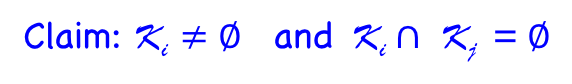 Claim: 𝒦ᵢ ≠ ∅ and 𝒦ᵢ ∩ 𝒦ⱼ = ∅